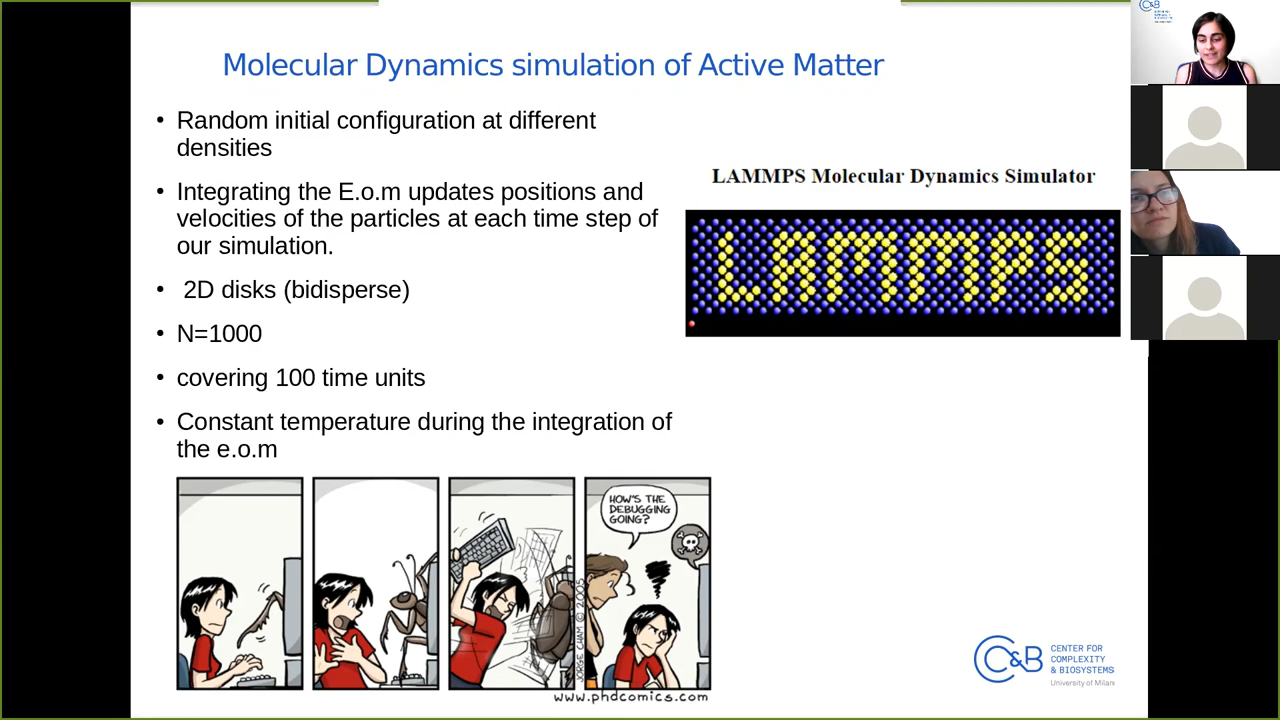 Molecular Dynamics simulation of Active Matter
• Random initial configuration at different
densities
• Integrating the E.o.m updates positions and
velocities of the particles at each time step of
our simulation.
• 2D disks (bidisperse)
• N=1000
• covering 100 time units
• Constant temperature during the integration of
the e.o.m
LAMMPS Molecular Dynamics Simulator
LAMMPS
HOW'S THE
DEBUGGING
GOING?
JORGE CHAM © 2005
www.phdcomics.com
C&B
CENTER FOR
COMPLEXITY
& BIOSYSTEMS
University of Milan
C&B